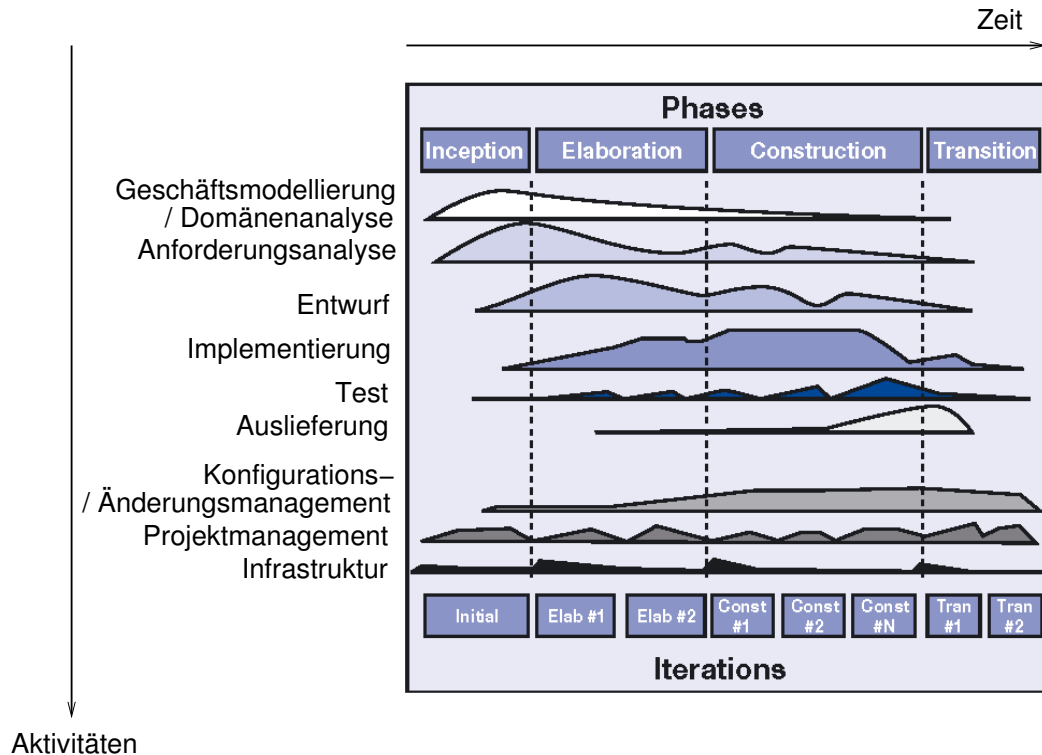 Zeit
Phases
Inception Elaboration Construction Transition
Geschäftsmodellierung
/ Domänenanalyse
Anforderungsanalyse
Entwurf
Implementierung
Test
Auslieferung
Konfigurations−
/ Änderungsmanagement
Projektmanagement
Infrastruktur
Initial Elab #1 Elab #2 Const #1 Const #2 Const #N Tran #1 Tran #2
Iterations
Aktivitäten